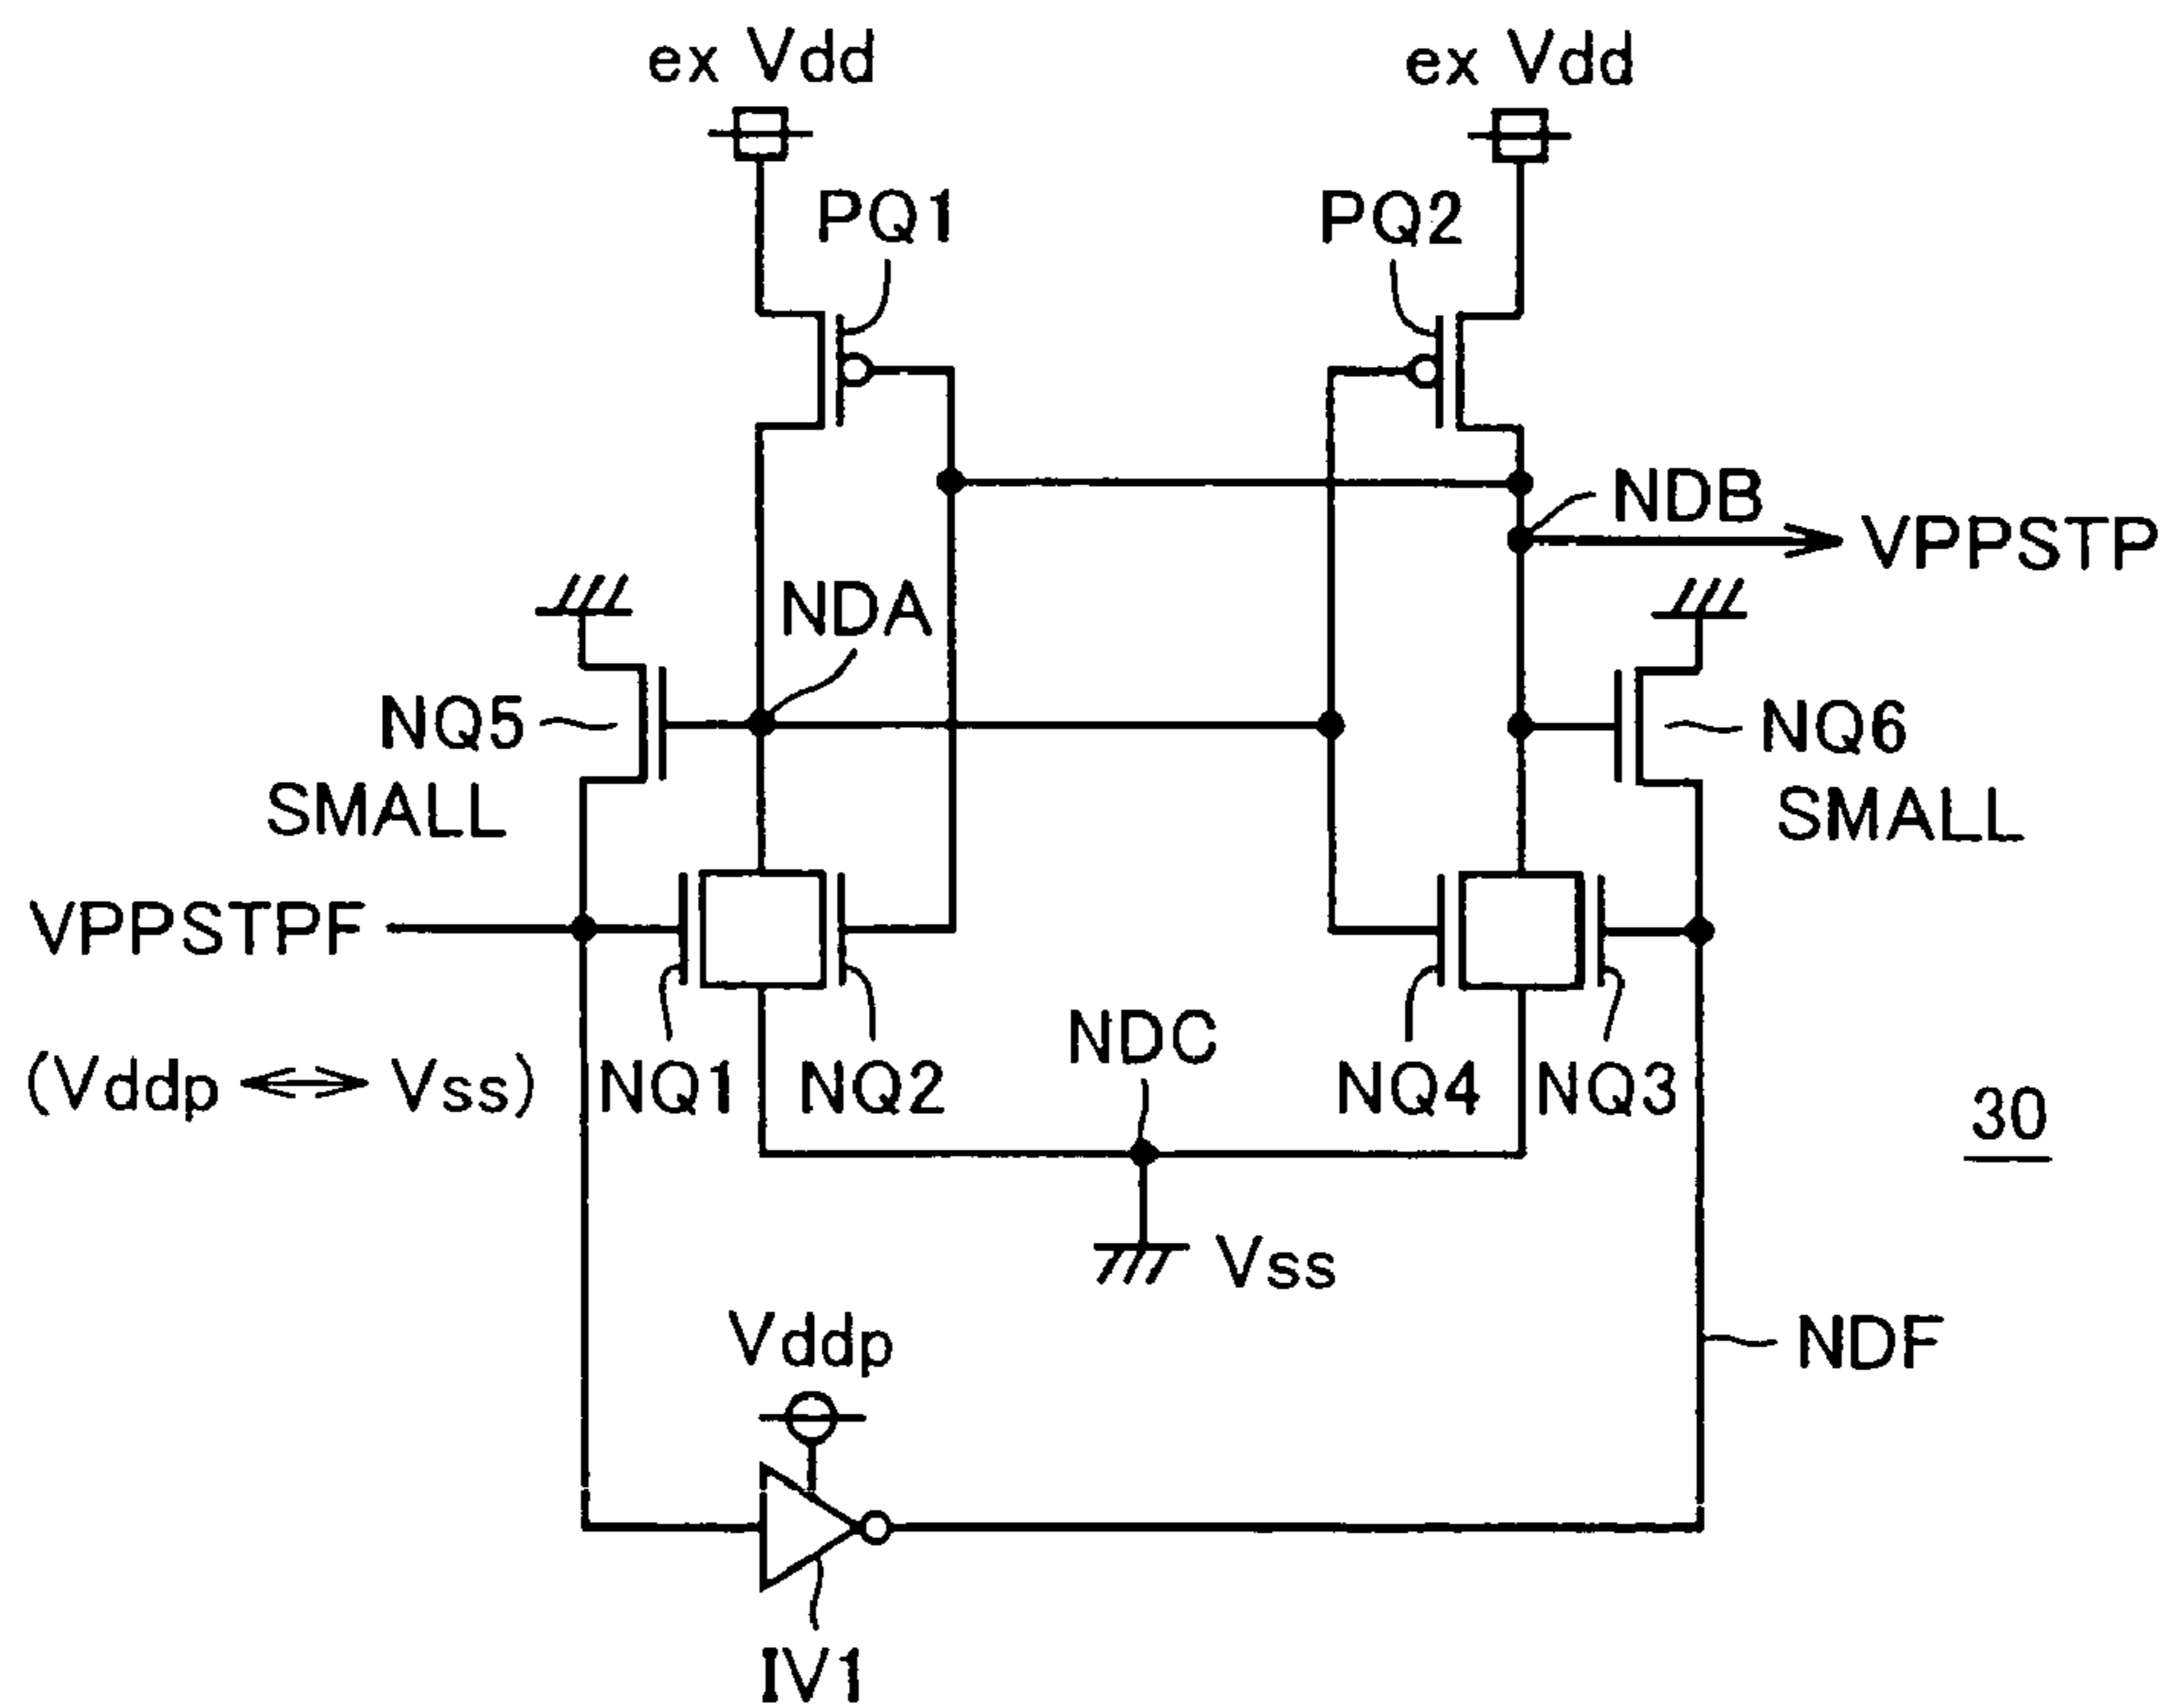 ex Vdd
ex Vdd
PQ1
PQ2
NDB
VPPSTP
NDA
NQ5
SMALL
NQ6
SMALL
VPPSTPF
(Vddp ⟷ Vss)
NQ1
NQ2
NDC
NQ4
NQ3
30
Vss
Vddp
NDF
IV1